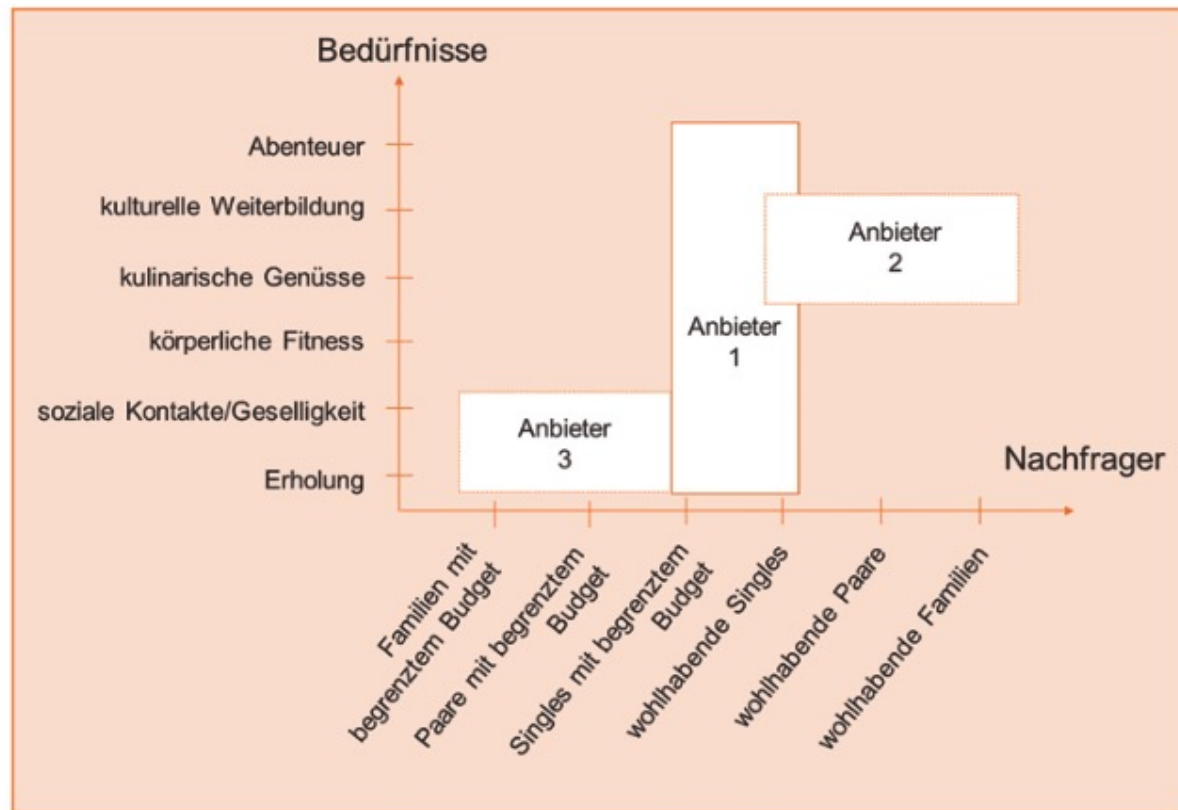 Bedürfnisse
Abenteuer
kulturelle Weiterbildung
kulinarische Genüsse
körperliche Fitness
soziale Kontakte/Geselligkeit
Erholung
Anbieter
1
Anbieter
2
Anbieter
3
Nachfrager
Familien mit
begrenztem Budget
Paare mit begrenztem
Budget
Singles mit begrenztem
Budget
wohlhabende Singles
wohlhabende Paare
wohlhabende Familien